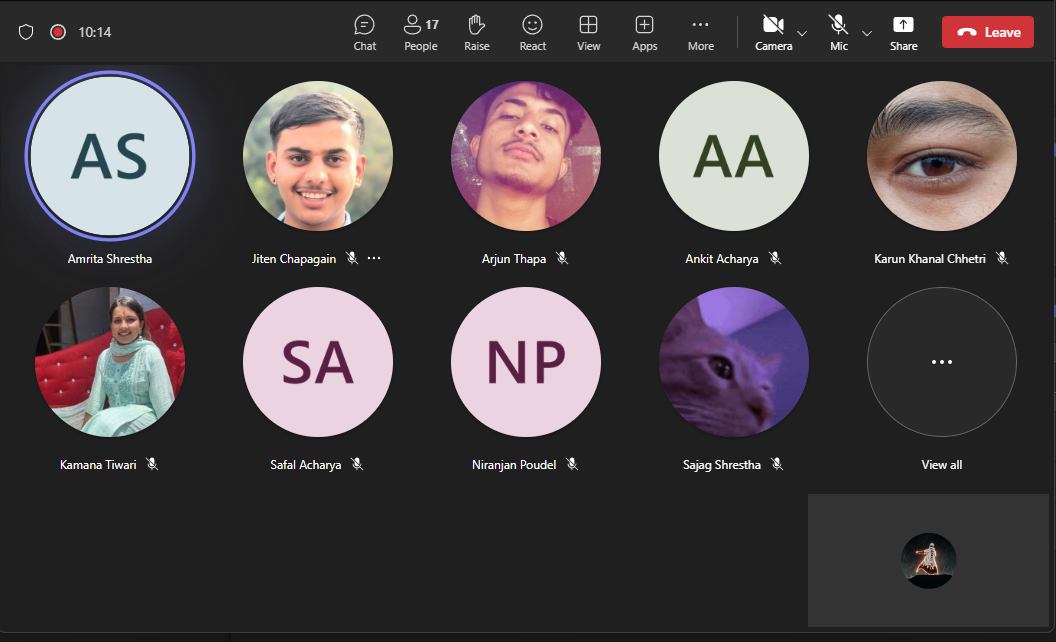 10:14
Chat
People 17
Raise
React
View
Apps
More
Camera
Mic
Share
Leave
AS
AA
Amrita Shrestha
Jiten Chapagain
Arjun Thapa
Ankit Acharya
Karun Khanal Chhetri
SA
NP
Kamana Tiwari
Safal Acharya
Niranjan Poudel
Sajag Shrestha
View all